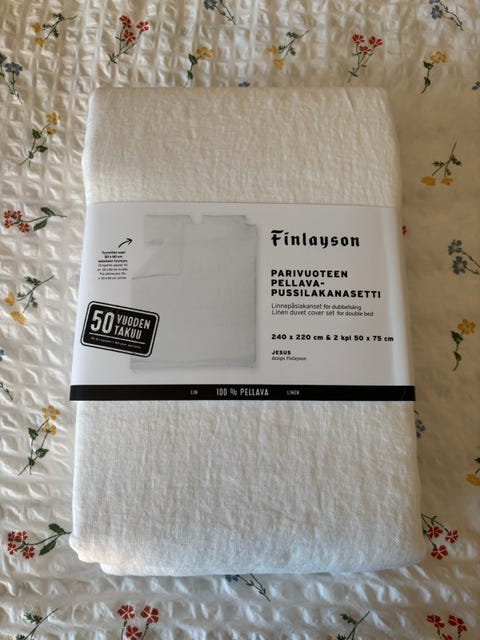 Finlayson
PARIVUOTEEN
PELLAVA-
PUSSILAKANASETTI
Linnepåslakanset för dubbelsäng
Linen duvet cover set for double bed
240 x 220 cm & 2 kpl 50 x 75 cm
JESUS
design Finlayson
50 VUODEN
TAKUU
LIN 100 % PELLAVA LINEN